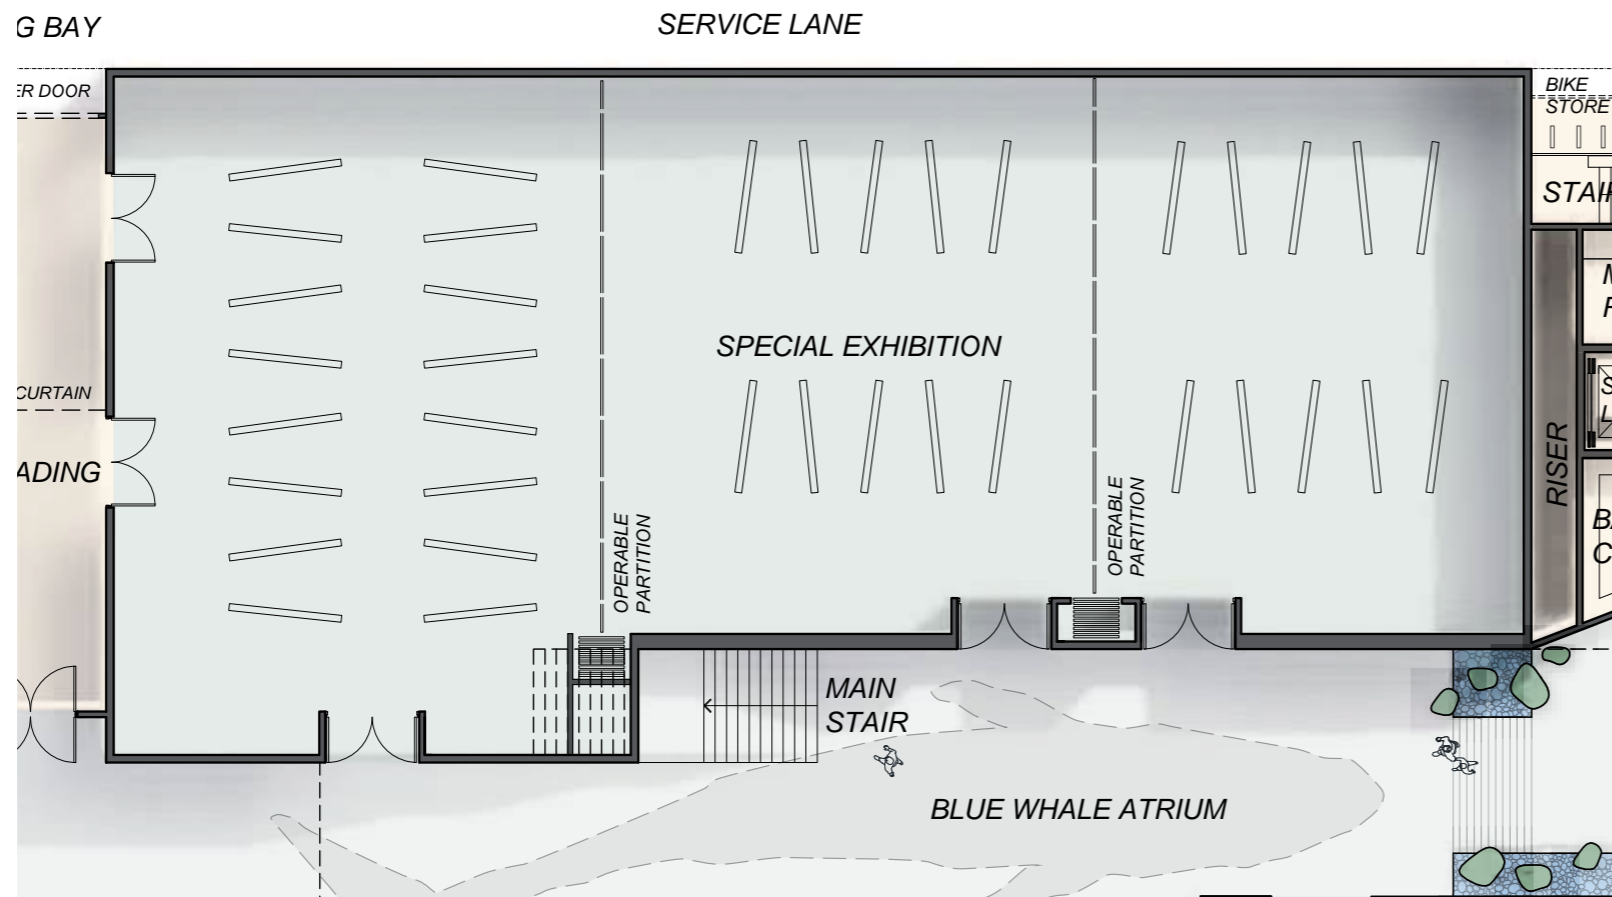 G BAY
SERVICE LANE
ER DOOR
BIKE
STORE
STAIR
SPECIAL EXHIBITION
CURTAIN
ADING
RISER
OPERABLE
PARTITION
OPERABLE
PARTITION
MAIN
STAIR
BLUE WHALE ATRIUM